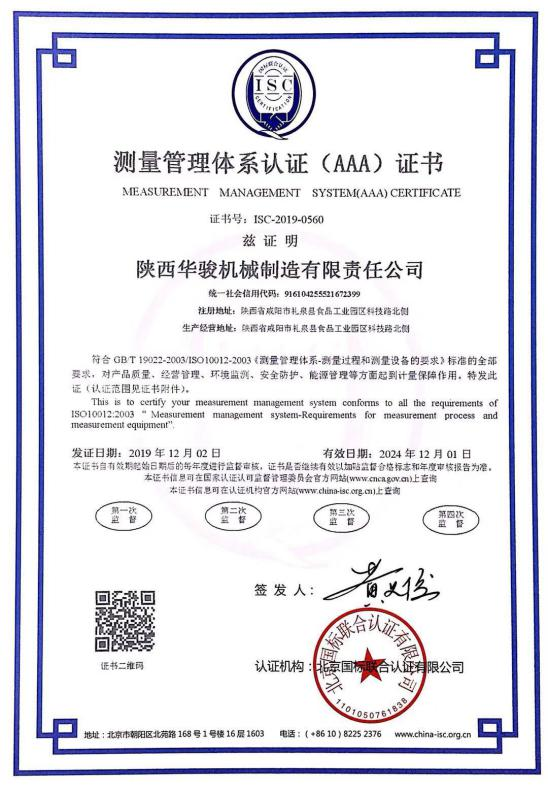 国标联合认证
ISC
CERTIFICATION
测量管理体系认证（AAA）证书
MEASUREMENT MANAGEMENT SYSTEM(AAA) CERTIFICATE
证书号：ISC-2019-0560
兹证明
陕西华骏机械制造有限责任公司
统一社会信用代码：916104255521672399
注册地址：陕西省咸阳市礼泉县食品工业园区科技路北侧
生产经营地址：陕西省咸阳市礼泉县食品工业园区科技路北侧
符合 GB/T 19022-2003/ISO10012-2003《测量管理体系-测量过程和测量设备的要求》标准的全部
要求，对产品质量、经营管理、环境监测、安全防护、能源管理等方面起到计量保障作用。特发此
证（认证范围见证书附件）。
This is to certify your measurement management system conforms to all the requirements of
ISO10012:2003 “ Measurement management system-Requirements for measurement process and
measurement equipment”.
发证日期：2019 年 12 月 02 日 有效日期：2024 年 12 月 01 日
本证书自有效期起始日期后的每年度进行监督审核，证书是否继续有效以加贴监督合格标志和年度审核报告为准。
本证书信息可在国家认证认可监督管理委员会官方网站(www.cnca.gov.cn)上查询
本证书信息可在认证机构官方网站(www.china-isc.org.cn)上查询
第一次 第二次 第三次 第四次
监 督 监 督 监 督 监 督
签 发 人：
证书二维码
认证机构：北京国标联合认证有限公司
北京国标联合认证有限公司
1101050761838
地址：北京市朝阳区北苑路 168 号 1 号楼 16 层 1603 电话：（+86 10）8225 2376 www.china-isc.org.cn